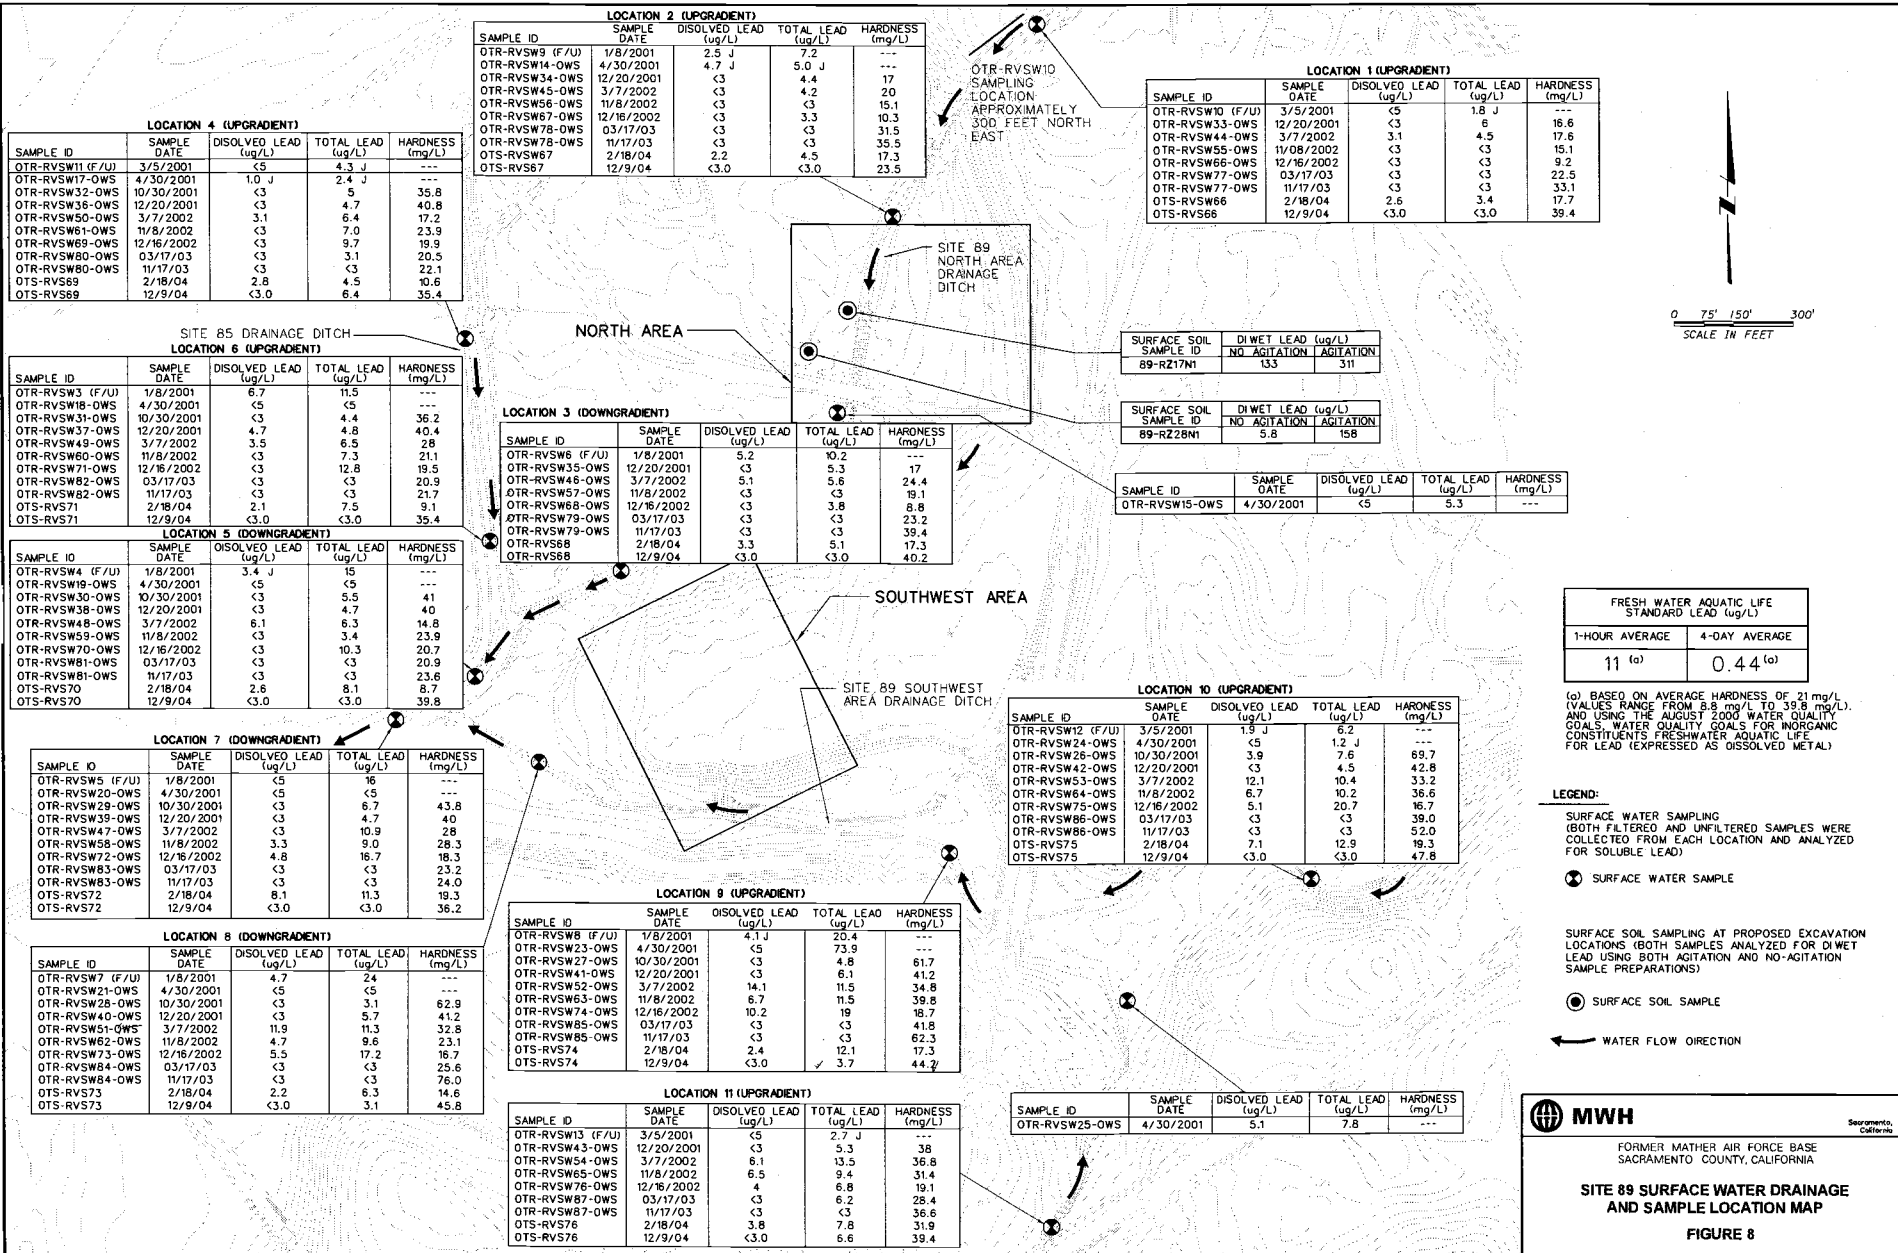 LOCATION 2 (UPGRADIENT)
SAMPLE ID SAMPLE DATE DISOLVED LEAD (ug/L) TOTAL LEAD (ug/L) HARDNESS (mg/L)
OTR-RVSW9 (F/U) 1/8/2001 2.5 J 7.2 ---
OTR-RVSW14-OWS 4/30/2001 4.7 J 5.0 J ---
OTR-RVSW34-OWS 12/20/2001 <3 4.4 17
OTR-RVSW45-OWS 3/7/2002 <3 4.2 20
OTR-RVSW56-OWS 11/8/2002 <3 <3 15.1
OTR-RVSW67-OWS 12/16/2002 <3 3.3 10.3
OTR-RVSW78-OWS 03/17/03 <3 <3 31.5
OTR-RVSW78-OWS 11/17/03 <3 <3 35.5
OTS-RVSW67 2/18/04 2.2 4.5 17.3
OTS-RVS67 12/9/04 <3.0 <3.0 23.5
OTR-RVSW10
SAMPLING
LOCATION
APPROXIMATELY
300 FEET NORTH
EAST
LOCATION 1 (UPGRADIENT)
SAMPLE ID SAMPLE DATE DISOLVED LEAD (ug/L) TOTAL LEAD (ug/L) HARDNESS (mg/L)
OTR-RVSW10 (F/U) 3/5/2001 <5 1.8 J ---
OTR-RVSW33-OWS 12/20/2001 <3 6 16.6
OTR-RVSW44-OWS 3/7/2002 3.1 4.5 17.6
OTR-RVSW55-OWS 11/08/2002 <3 <3 15.1
OTR-RVSW66-OWS 12/16/2002 <3 <3 9.2
OTR-RVSW77-OWS 03/17/03 <3 <3 22.5
OTR-RVSW77-OWS 11/17/03 <3 <3 33.1
OTS-RVSW66 2/18/04 2.6 3.4 17.7
OTS-RVS66 12/9/04 <3.0 <3.0 39.4
LOCATION 4 (UPGRADIENT)
SAMPLE ID SAMPLE DATE DISOLVED LEAD (ug/L) TOTAL LEAD (ug/L) HARDNESS (mg/L)
OTR-RVSW11 (F/U) 3/5/2001 <5 4.3 J ---
OTR-RVSW17-OWS 4/30/2001 1.0 J 2.4 J ---
OTR-RVSW32-OWS 10/30/2001 <3 5 35.8
OTR-RVSW36-OWS 12/20/2001 <3 4.7 40.8
OTR-RVSW50-OWS 3/7/2002 3.1 6.4 17.2
OTR-RVSW61-OWS 11/8/2002 <3 7.0 23.9
OTR-RVSW69-OWS 12/16/2002 <3 9.7 19.9
OTR-RVSW80-OWS 03/17/03 <3 3.1 20.5
OTR-RVSW80-OWS 11/17/03 <3 <3 22.1
OTS-RVS69 2/18/04 2.8 4.5 10.6
OTS-RVS69 12/9/04 <3.0 6.4 35.4
SITE 89
NORTH AREA
DRAINAGE
DITCH
NORTH AREA
0 75' 150' 300'
SCALE IN FEET
SITE 85 DRAINAGE DITCH
SURFACE SOIL SAMPLE ID DI WET LEAD (ug/L) NO AGITATION AGITATION
89-RZ17N1 133 311
SURFACE SOIL SAMPLE ID DI WET LEAD (ug/L) NO AGITATION AGITATION
89-RZ28N1 5.8 158
SAMPLE ID SAMPLE DATE DISOLVED LEAD (ug/L) TOTAL LEAD (ug/L) HARDNESS (mg/L)
OTR-RVSW15-OWS 4/30/2001 <5 5.3 ---
LOCATION 6 (UPGRADIENT)
SAMPLE ID SAMPLE DATE DISOLVED LEAD (ug/L) TOTAL LEAD (ug/L) HARDNESS (mg/L)
OTR-RVSW3 (F/U) 1/8/2001 6.7 11.5 ---
OTR-RVSW18-OWS 4/30/2001 <5 <5 ---
OTR-RVSW31-OWS 10/30/2001 <3 4.4 36.2
OTR-RVSW37-OWS 12/20/2001 4.7 4.8 40.4
OTR-RVSW49-OWS 3/7/2002 3.5 6.5 28
OTR-RVSW60-OWS 11/8/2002 <3 7.3 21.1
OTR-RVSW71-OWS 12/16/2002 <3 12.8 19.5
OTR-RVSW82-OWS 03/17/03 <3 <3 20.9
OTR-RVSW82-OWS 11/17/03 <3 <3 21.7
OTS-RVS71 2/18/04 2.1 7.5 9.1
OTS-RVS71 12/9/04 <3.0 <3.0 35.4
LOCATION 3 (DOWNGRADIENT)
SAMPLE ID SAMPLE DATE DISOLVED LEAD (ug/L) TOTAL LEAD (ug/L) HARDNESS (mg/L)
OTR-RVSW6 (F/U) 1/8/2001 5.2 10.2 ---
OTR-RVSW35-OWS 12/20/2001 <3 5.3 17
OTR-RVSW46-OWS 3/7/2002 5.1 5.6 24.4
OTR-RVSW57-OWS 11/8/2002 <3 <3 19.1
OTR-RVSW68-OWS 12/16/2002 <3 3.8 8.8
OTR-RVSW79-OWS 03/17/03 <3 <3 23.2
OTR-RVSW79-OWS 11/17/03 <3 <3 39.4
OTR-RVS68 2/18/04 3.3 5.1 17.3
OTR-RVS68 12/9/04 <3.0 <3.0 40.2
LOCATION 5 (DOWNGRADIENT)
SAMPLE ID SAMPLE DATE DISOLVED LEAD (ug/L) TOTAL LEAD (ug/L) HARDNESS (mg/L)
OTR-RVSW4 (F/U) 1/8/2001 3.4 J 15 ---
OTR-RVSW19-OWS 4/30/2001 <5 <5 ---
OTR-RVSW30-OWS 10/30/2001 <3 5.5 41
OTR-RVSW38-OWS 12/20/2001 <3 4.7 40
OTR-RVSW48-OWS 3/7/2002 6.1 6.3 14.8
OTR-RVSW59-OWS 11/8/2002 <3 3.4 23.9
OTR-RVSW70-OWS 12/16/2002 <3 10.3 20.7
OTR-RVSW81-OWS 03/17/03 <3 <3 20.9
OTR-RVSW81-OWS 11/17/03 <3 <3 23.6
OTS-RVS70 2/18/04 2.6 8.1 8.7
OTS-RVS70 12/9/04 <3.0 <3.0 39.8
SOUTHWEST AREA
SITE 89 SOUTHWEST
AREA DRAINAGE DITCH
FRESH WATER AQUATIC LIFE
STANDARD LEAD (ug/L)
1-HOUR AVERAGE 4-DAY AVERAGE
11 (a) 0.44 (a)
(a) BASED ON AVERAGE HARDNESS OF 21 mg/L
(VALUES RANGE FROM 8.8 mg/L TO 39.8 mg/L).
AND USING THE AUGUST 2000 WATER QUALITY
GOALS, WATER QUALITY GOALS FOR INORGANIC
CONSTITUENTS FRESHWATER AQUATIC LIFE
FOR LEAD (EXPRESSED AS DISSOLVED METAL)
LOCATION 7 (DOWNGRADIENT)
SAMPLE ID SAMPLE DATE DISOLVED LEAD (ug/L) TOTAL LEAD (ug/L) HARDNESS (mg/L)
OTR-RVSW5 (F/U) 1/8/2001 <5 16 ---
OTR-RVSW20-OWS 4/30/2001 <5 <5 ---
OTR-RVSW29-OWS 10/30/2001 <3 6.7 43.8
OTR-RVSW39-OWS 12/20/2001 <3 4.7 40
OTR-RVSW47-OWS 3/7/2002 <3 10.9 28
OTR-RVSW58-OWS 11/8/2002 3.3 9.0 28.3
OTR-RVSW72-OWS 12/16/2002 4.8 16.7 18.3
OTR-RVSW83-OWS 03/17/03 <3 <3 23.2
OTR-RVSW83-OWS 11/17/03 <3 <3 24.0
OTS-RVS72 2/18/04 8.1 11.3 19.3
OTS-RVS72 12/9/04 <3.0 <3.0 36.2
LOCATION 10 (UPGRADIENT)
SAMPLE ID SAMPLE DATE DISOLVED LEAD (ug/L) TOTAL LEAD (ug/L) HARDNESS (mg/L)
OTR-RVSW12 (F/U) 3/5/2001 1.9 J 6.2 ---
OTR-RVSW24-OWS 4/30/2001 <5 1.2 J ---
OTR-RVSW26-OWS 10/30/2001 3.9 7.6 69.7
OTR-RVSW42-OWS 12/20/2001 <3 4.5 42.8
OTR-RVSW53-OWS 3/7/2002 12.1 10.4 33.2
OTR-RVSW64-OWS 11/8/2002 6.7 10.2 36.6
OTR-RVSW75-OWS 12/16/2002 5.1 20.7 16.7
OTR-RVSW86-OWS 03/17/03 <3 <3 39.0
OTR-RVSW86-OWS 11/17/03 <3 <3 52.0
OTS-RVS75 2/18/04 7.1 12.9 19.3
OTS-RVS75 12/9/04 <3.0 <3.0 47.8
LEGEND:
SURFACE WATER SAMPLING
(BOTH FILTERED AND UNFILTERED SAMPLES WERE
COLLECTED FROM EACH LOCATION AND ANALYZED
FOR SOLUBLE LEAD)
SURFACE WATER SAMPLE
SURFACE SOIL SAMPLING AT PROPOSED EXCAVATION
LOCATIONS (BOTH SAMPLES ANALYZED FOR DI WET
LEAD USING BOTH AGITATION AND NO-AGITATION
SAMPLE PREPARATIONS)
SURFACE SOIL SAMPLE
WATER FLOW DIRECTION
LOCATION 8 (DOWNGRADIENT)
SAMPLE ID SAMPLE DATE DISOLVED LEAD (ug/L) TOTAL LEAD (ug/L) HARDNESS (mg/L)
OTR-RVSW7 (F/U) 1/8/2001 4.7 24 ---
OTR-RVSW21-OWS 4/30/2001 <5 <5 ---
OTR-RVSW28-OWS 10/30/2001 <3 3.1 62.9
OTR-RVSW40-OWS 12/20/2001 <3 5.7 41.2
OTR-RVSW51-OWS 3/7/2002 11.9 11.3 32.8
OTR-RVSW62-OWS 11/8/2002 4.7 9.6 23.1
OTR-RVSW73-OWS 12/16/2002 5.5 17.2 16.7
OTR-RVSW84-OWS 03/17/03 <3 <3 25.6
OTR-RVSW84-OWS 11/17/03 <3 <3 76.0
OTS-RVS73 2/18/04 2.2 6.3 14.6
OTS-RVS73 12/9/04 <3.0 3.1 45.8
LOCATION 9 (UPGRADIENT)
SAMPLE ID SAMPLE DATE DISOLVED LEAD (ug/L) TOTAL LEAD (ug/L) HARDNESS (mg/L)
OTR-RVSW8 (F/U) 1/8/2001 4.1 J 20.4 ---
OTR-RVSW23-OWS 4/30/2001 <5 73.9 ---
OTR-RVSW27-OWS 10/30/2001 <3 4.8 61.7
OTR-RVSW41-OWS 12/20/2001 <3 6.1 41.2
OTR-RVSW52-OWS 3/7/2002 14.1 11.5 34.8
OTR-RVSW63-OWS 11/8/2002 6.7 11.5 39.8
OTR-RVSW74-OWS 12/16/2002 10.2 19 18.7
OTR-RVSW85-OWS 03/17/03 <3 <3 41.8
OTR-RVSW85-OWS 11/17/03 <3 <3 62.3
OTS-RVS74 2/18/04 2.4 12.1 17.3
OTS-RVS74 12/9/04 <3.0 3.7 44.2
LOCATION 11 (UPGRADIENT)
SAMPLE ID SAMPLE DATE DISOLVED LEAD (ug/L) TOTAL LEAD (ug/L) HARDNESS (mg/L)
OTR-RVSW13 (F/U) 3/5/2001 <5 2.7 J ---
OTR-RVSW43-OWS 12/20/2001 <3 5.3 38
OTR-RVSW54-OWS 3/7/2002 6.1 13.5 36.8
OTR-RVSW65-OWS 11/8/2002 6.5 9.4 31.4
OTR-RVSW76-OWS 12/16/2002 4 6.8 19.1
OTR-RVSW87-OWS 03/17/03 <3 6.2 28.4
OTR-RVSW87-OWS 11/17/03 <3 <3 36.6
OTS-RVS76 2/18/04 3.8 7.8 31.9
OTS-RVS76 12/9/04 <3.0 6.6 39.4
SAMPLE ID SAMPLE DATE DISOLVED LEAD (ug/L) TOTAL LEAD (ug/L) HARDNESS (mg/L)
OTR-RVSW25-OWS 4/30/2001 5.1 7.8 ---
MWH
Sacramento,
California
FORMER MATHER AIR FORCE BASE
SACRAMENTO COUNTY, CALIFORNIA
SITE 89 SURFACE WATER DRAINAGE
AND SAMPLE LOCATION MAP
FIGURE 8